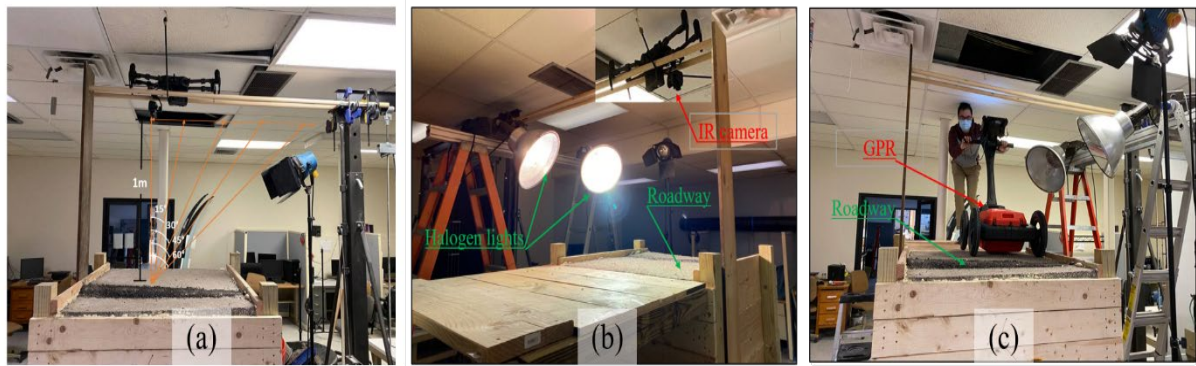 1m
15°
30°
45°
60°
(a)
IR camera
Roadway
Halogen lights
(b)
GPR
Roadway
(c)